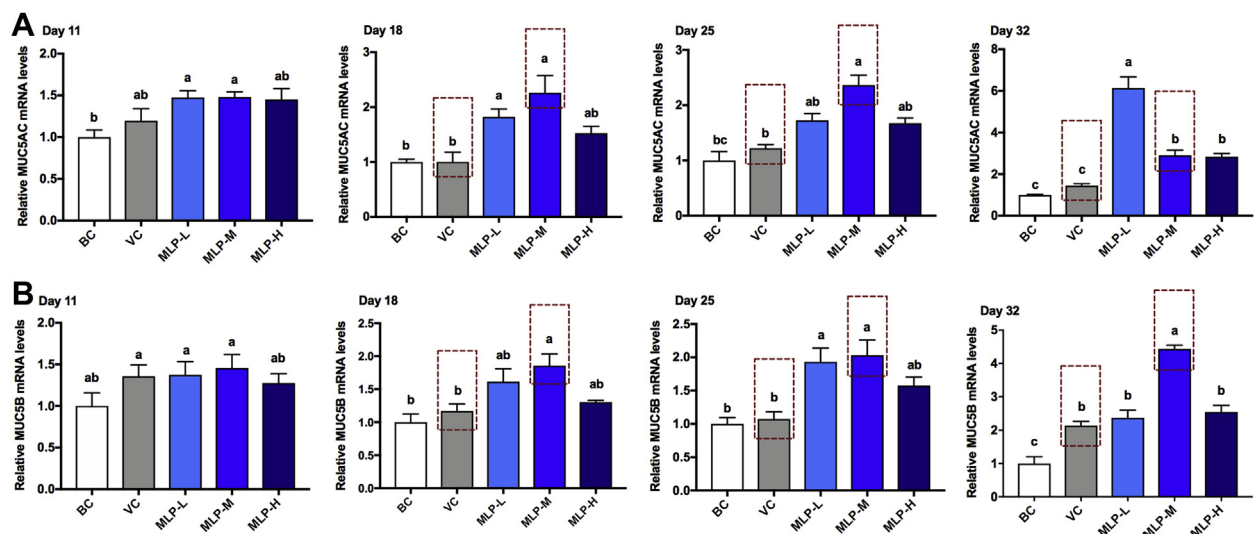 A
Day 11
Relative MUC5AC mRNA levels
2.0
1.5
1.0
0.5
0.0
b
ab
a
a
ab
BC
VC
MLP-L
MLP-M
MLP-H
Day 18
Relative MUC5AC mRNA levels
3
2
1
0
b
b
a
a
ab
BC
VC
MLP-L
MLP-M
MLP-H
Day 25
Relative MUC5AC mRNA levels
3
2
1
0
bc
b
ab
a
ab
BC
VC
MLP-L
MLP-M
MLP-H
Day 32
Relative MUC5AC mRNA levels
8
6
4
2
0
c
c
a
b
b
BC
VC
MLP-L
MLP-M
MLP-H
B
Day 11
Relative MUC5B mRNA levels
2.0
1.5
1.0
0.5
0.0
ab
a
a
a
ab
BC
VC
MLP-L
MLP-M
MLP-H
Day 18
Relative MUC5B mRNA levels
2.5
2.0
1.5
1.0
0.5
0.0
b
b
ab
a
ab
BC
VC
MLP-L
MLP-M
MLP-H
Day 25
Relative MUC5B mRNA levels
2.5
2.0
1.5
1.0
0.5
0.0
b
b
a
a
ab
BC
VC
MLP-L
MLP-M
MLP-H
Day 32
Relative MUC5B mRNA levels
5
4
3
2
1
0
c
b
b
a
b
BC
VC
MLP-L
MLP-M
MLP-H